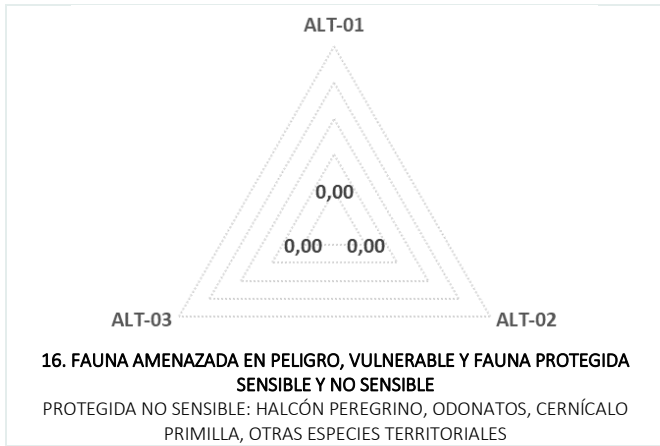 ALT-01
0,00
0,00 0,00
ALT-03 ALT-02
16. FAUNA AMENAZADA EN PELIGRO, VULNERABLE Y FAUNA PROTEGIDA
SENSIBLE Y NO SENSIBLE
PROTEGIDA NO SENSIBLE: HALCÓN PEREGRINO, ODONATOS, CERNÍCALO
PRIMILLA, OTRAS ESPECIES TERRITORIALES